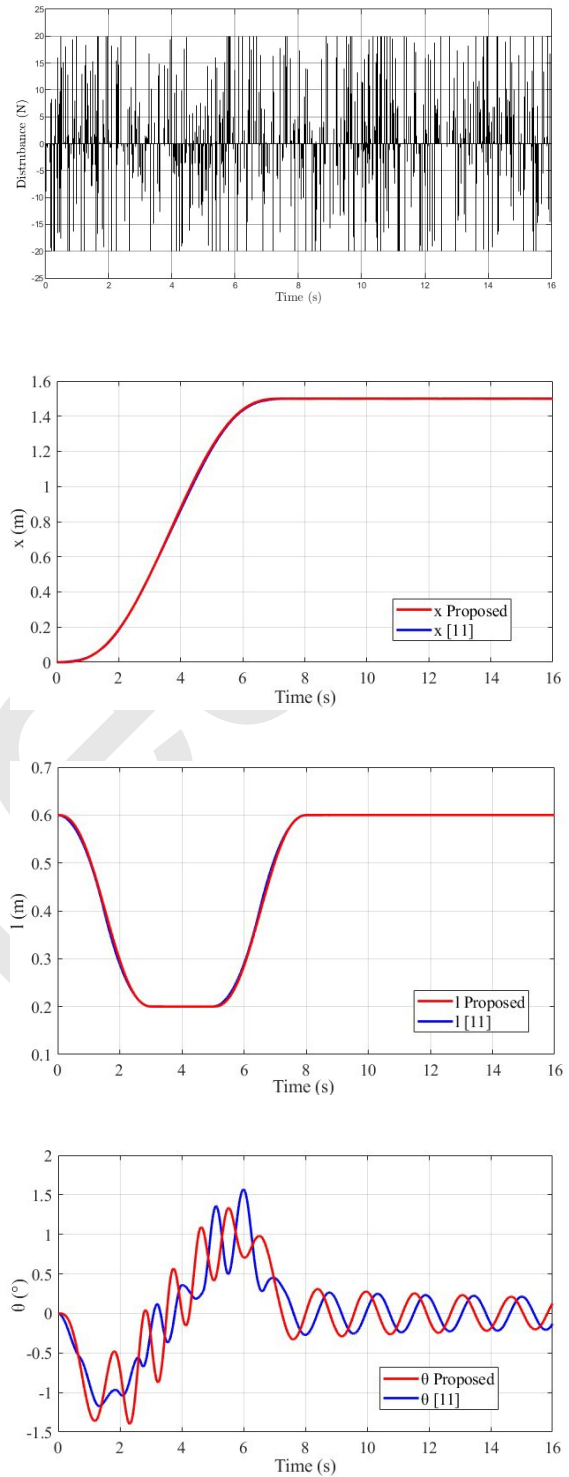 25
20
15
10
5
0
-5
-10
-15
-20
-25
Distrubance (N)
0 2 4 6 8 10 12 14 16
Time (s)
1.6
1.4
1.2
1
0.8
0.6
0.4
0.2
0
x (m)
x Proposed
x [11]
0 2 4 6 8 10 12 14 16
Time (s)
0.7
0.6
0.5
0.4
0.3
0.2
0.1
l (m)
l Proposed
l [11]
0 2 4 6 8 10 12 14 16
Time (s)
2
1.5
1
0.5
0
-0.5
-1
-1.5
θ (°)
θ Proposed
θ [11]
0 2 4 6 8 10 12 14 16
Time (s)